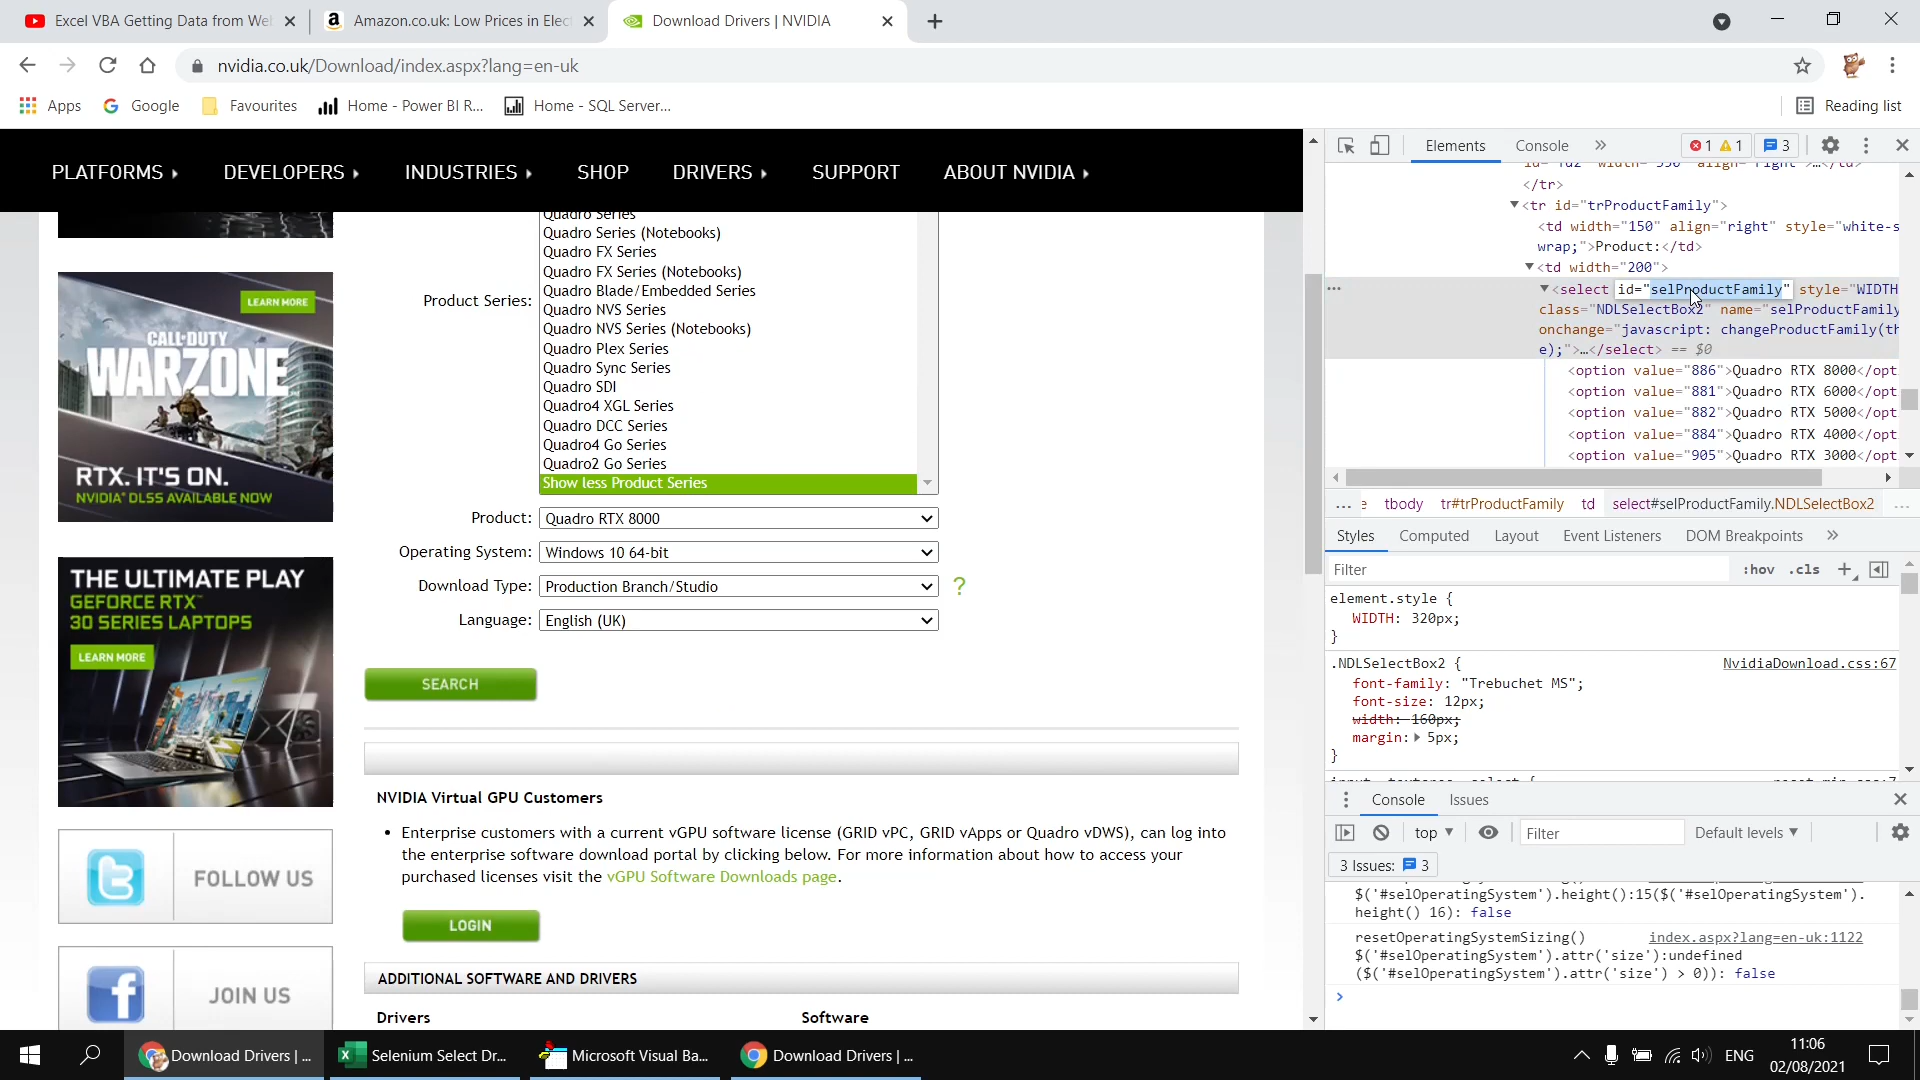 Excel VBA Getting Data from We
Amazon.co.uk: Low Prices in Elect
Download Drivers | NVIDIA
nvidia.co.uk/Download/index.aspx?lang=en-uk
Apps
Google
Favourites
Home - Power BI R...
Home - SQL Server...
Reading list
PLATFORMS
DEVELOPERS
INDUSTRIES
SHOP
DRIVERS
SUPPORT
ABOUT NVIDIA
LEARN MORE
CALL·DUTY
WARZONE
RTX. IT'S ON.
NVIDIA® DLSS AVAILABLE NOW
THE ULTIMATE PLAY
GEFORCE RTX™
30 SERIES LAPTOPS
LEARN MORE
FOLLOW US
JOIN US
Product Series:
Quadro Series
Quadro Series (Notebooks)
Quadro FX Series
Quadro FX Series (Notebooks)
Quadro Blade/Embedded Series
Quadro NVS Series
Quadro NVS Series (Notebooks)
Quadro Plex Series
Quadro Sync Series
Quadro SDI
Quadro4 XGL Series
Quadro DCC Series
Quadro4 Go Series
Quadro2 Go Series
Show less Product Series
Product: Quadro RTX 8000
Operating System: Windows 10 64-bit
Download Type: Production Branch/Studio ?
Language: English (UK)
SEARCH
NVIDIA Virtual GPU Customers
• Enterprise customers with a current vGPU software license (GRID vPC, GRID vApps or Quadro vDWS), can log into
the enterprise software download portal by clicking below. For more information about how to access your
purchased licenses visit the vGPU Software Downloads page.
LOGIN
ADDITIONAL SOFTWARE AND DRIVERS
Drivers
Software
Elements
Console
1 1
3
</tr>
<tr id="trProductFamily">
<td width="150" align="right" style="white-s
wrap;">Product:</td>
<td width="200">
<select id="selProductFamily" style="WIDTH
class="NDLSelectBox2" name="selProductFamily
onchange="javascript: changeProductFamily(th
e);">…</select> == $0
<option value="886">Quadro RTX 8000</opt
<option value="881">Quadro RTX 6000</opt
<option value="882">Quadro RTX 5000</opt
<option value="884">Quadro RTX 4000</opt
<option value="905">Quadro RTX 3000</opt
... e tbody tr#trProductFamily td select#selProductFamily.NDLSelectBox2 ...
Styles
Computed
Layout
Event Listeners
DOM Breakpoints
Filter
:hov .cls
element.style {
WIDTH: 320px;
}
.NDLSelectBox2 {
NvidiaDownload.css:67
font-family: "Trebuchet MS";
font-size: 12px;
width: 160px;
margin: 5px;
}
Console
Issues
top
Filter
Default levels
3 Issues: 3
$('#selOperatingSystem').height():15($('#selOperatingSystem').
height() 16): false
resetOperatingSystemSizing()
index.aspx?lang=en-uk:1122
$('#selOperatingSystem').attr('size'):undefined
($('#selOperatingSystem').attr('size') > 0)): false
Download Drivers | ...
Selenium Select Dr...
Microsoft Visual Ba...
Download Drivers | ...
ENG
11:06
02/08/2021